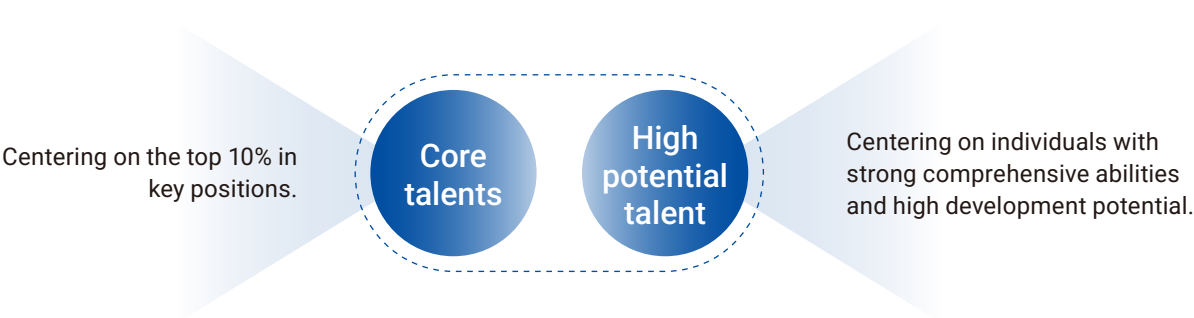 Centering on the top 10% in
key positions.
Core
talents
High
potential
talent
Centering on individuals with
strong comprehensive abilities
and high development potential.